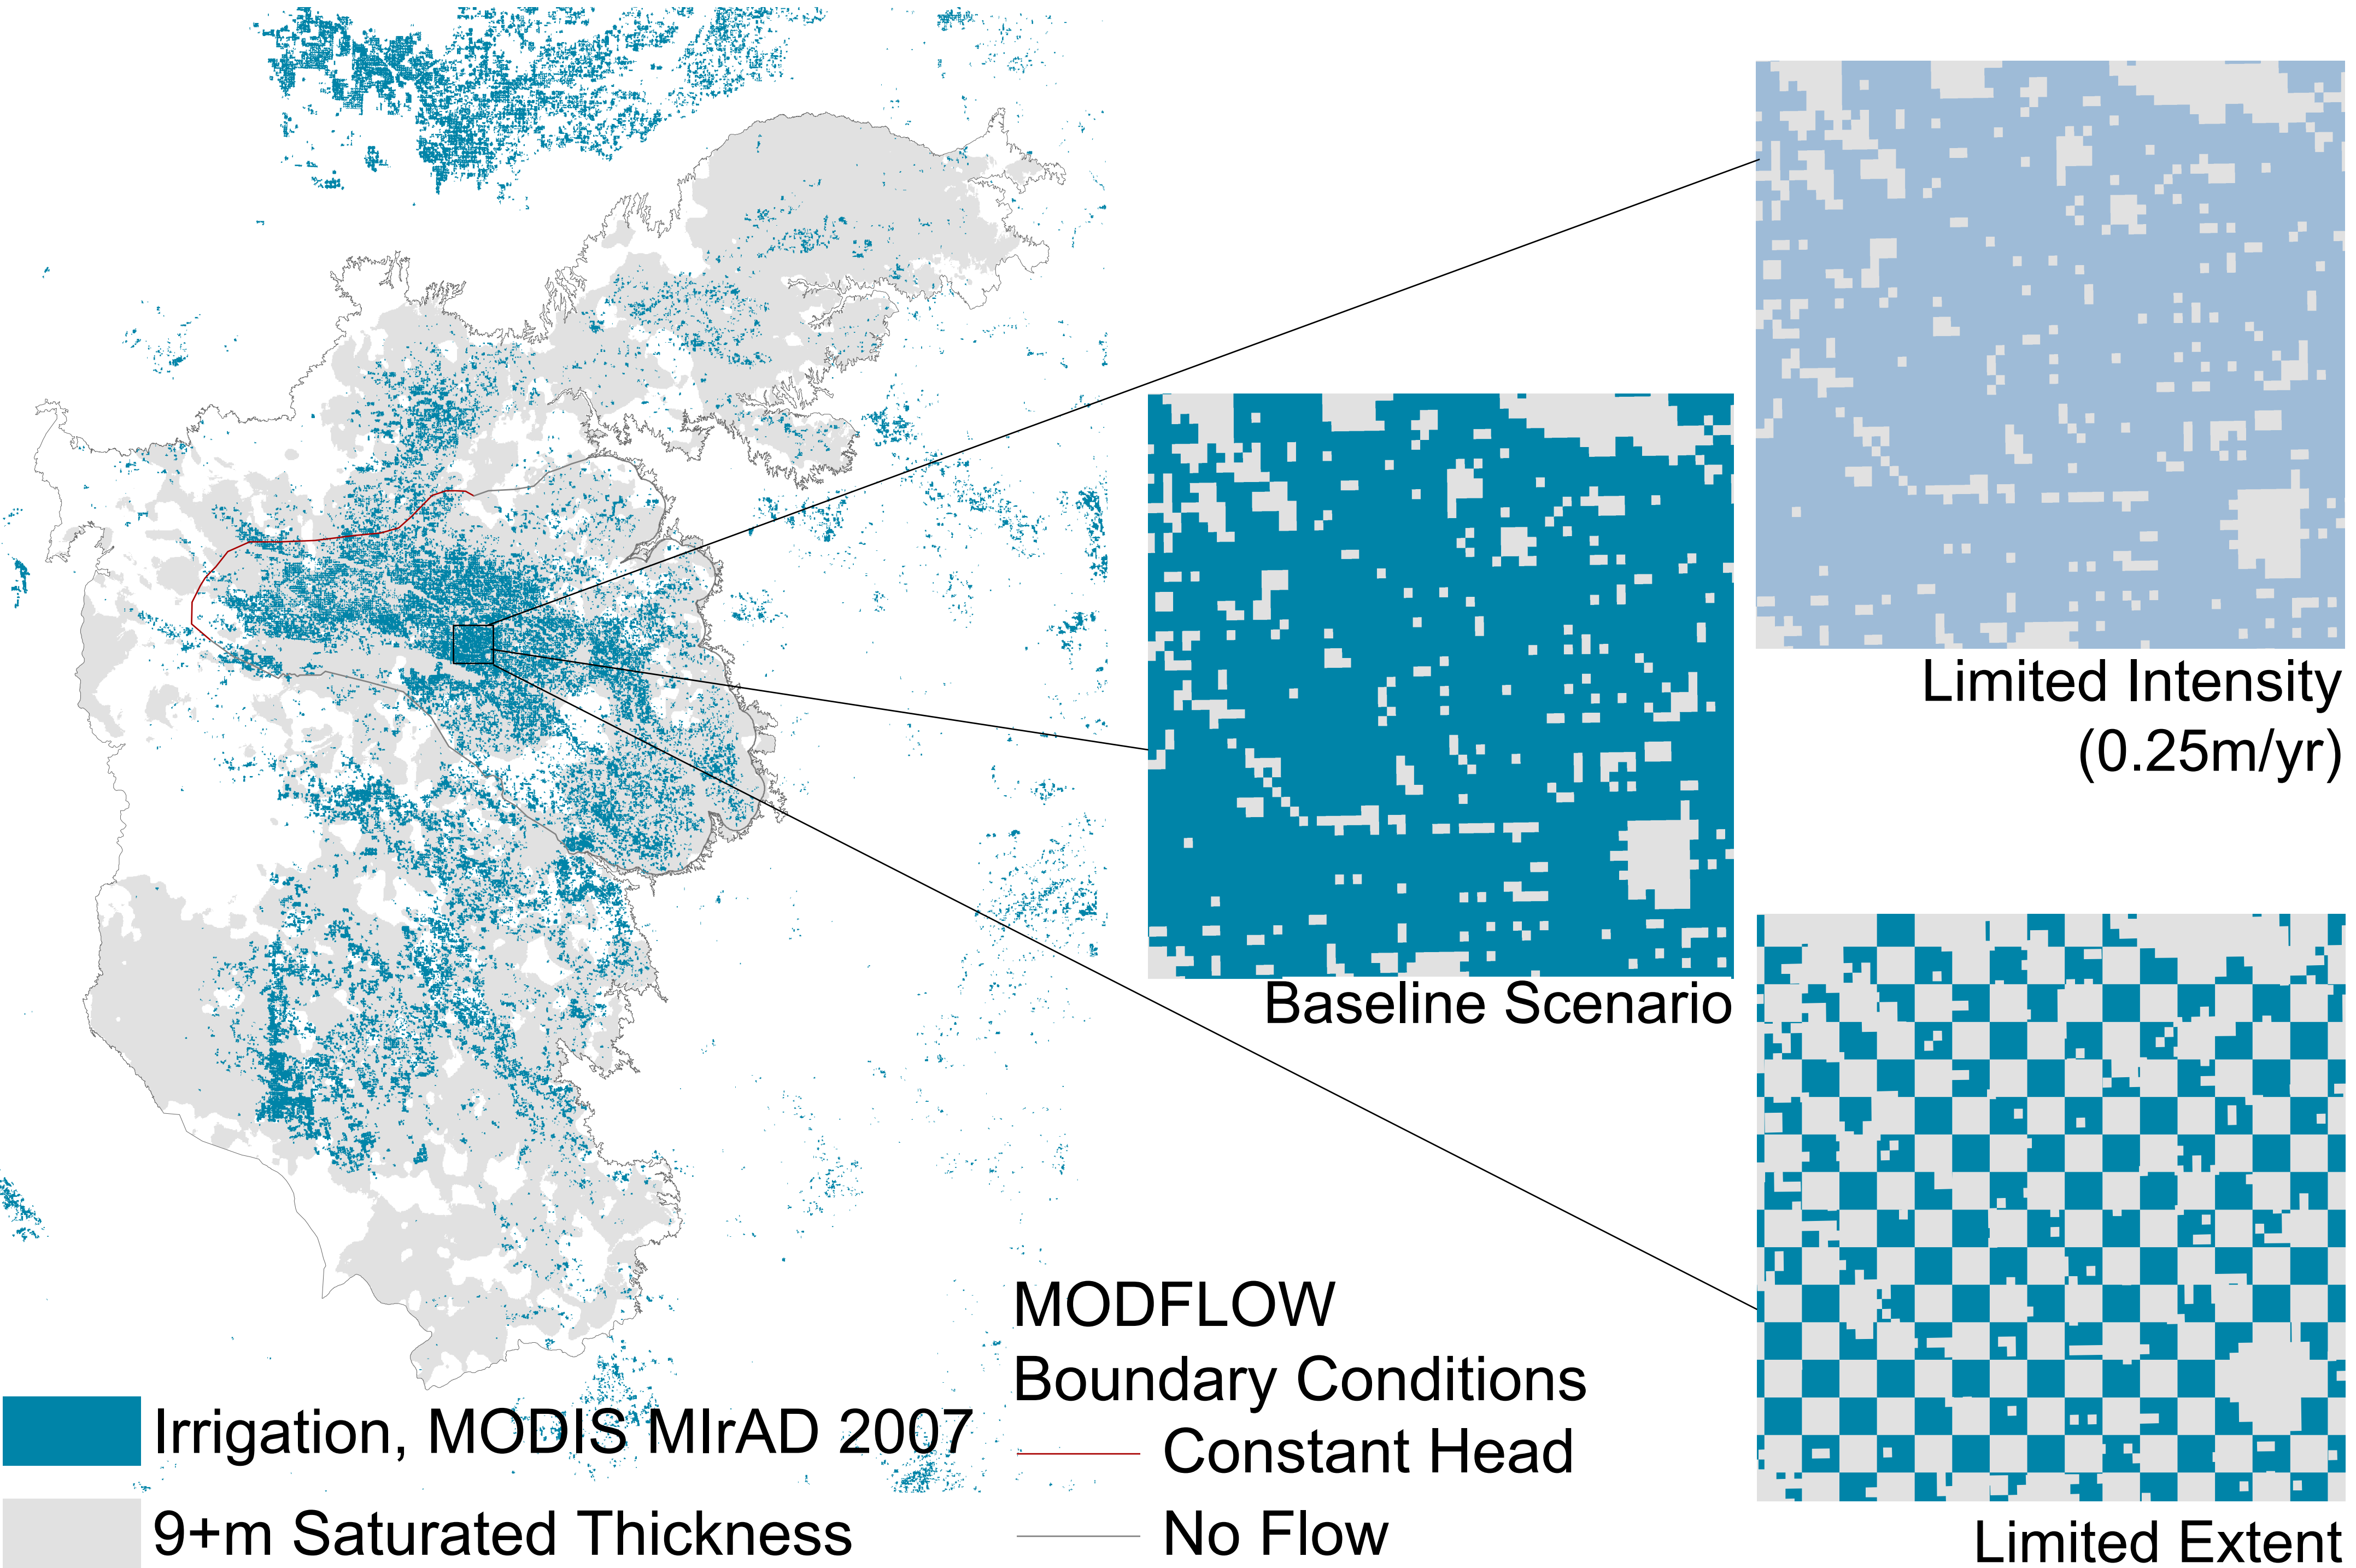 Limited Intensity
(0.25m/yr)
Baseline Scenario
MODFLOW
Boundary Conditions
Constant Head
No Flow
Irrigation, MODIS MIrAD 2007
9+m Saturated Thickness
Limited Extent